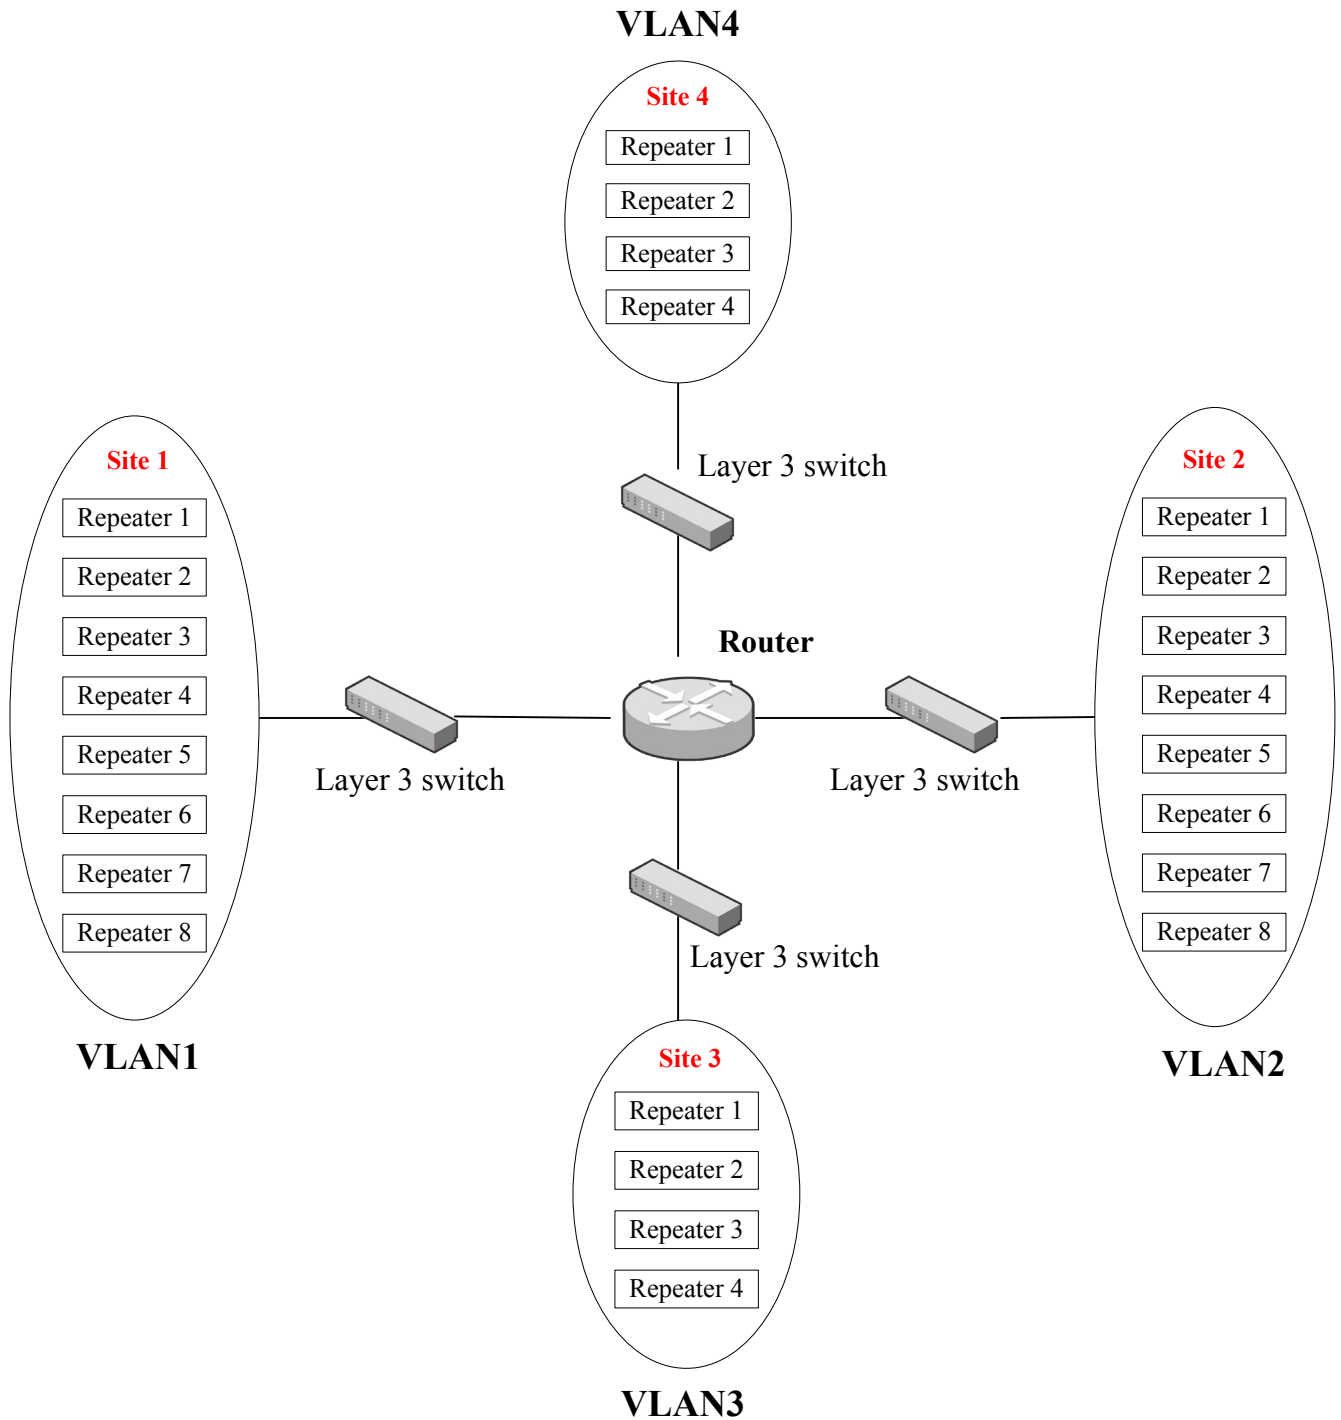 VLAN4
Site 4
Repeater 1
Repeater 2
Repeater 3
Repeater 4
Layer 3 switch
Site 1
Repeater 1
Repeater 2
Repeater 3
Repeater 4
Repeater 5
Repeater 6
Repeater 7
Repeater 8
VLAN1
Layer 3 switch
Router
Layer 3 switch
Site 2
Repeater 1
Repeater 2
Repeater 3
Repeater 4
Repeater 5
Repeater 6
Repeater 7
Repeater 8
VLAN2
Layer 3 switch
Site 3
Repeater 1
Repeater 2
Repeater 3
Repeater 4
VLAN3